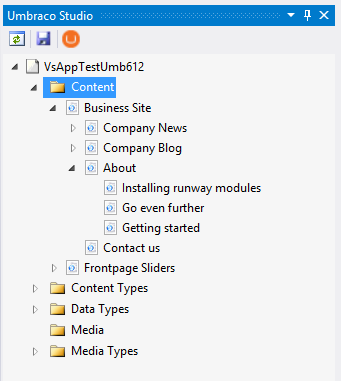 Umbraco Studio
VsAppTestUmb612
Content
Business Site
Company News
Company Blog
About
Installing runway modules
Go even further
Getting started
Contact us
Frontpage Sliders
Content Types
Data Types
Media
Media Types